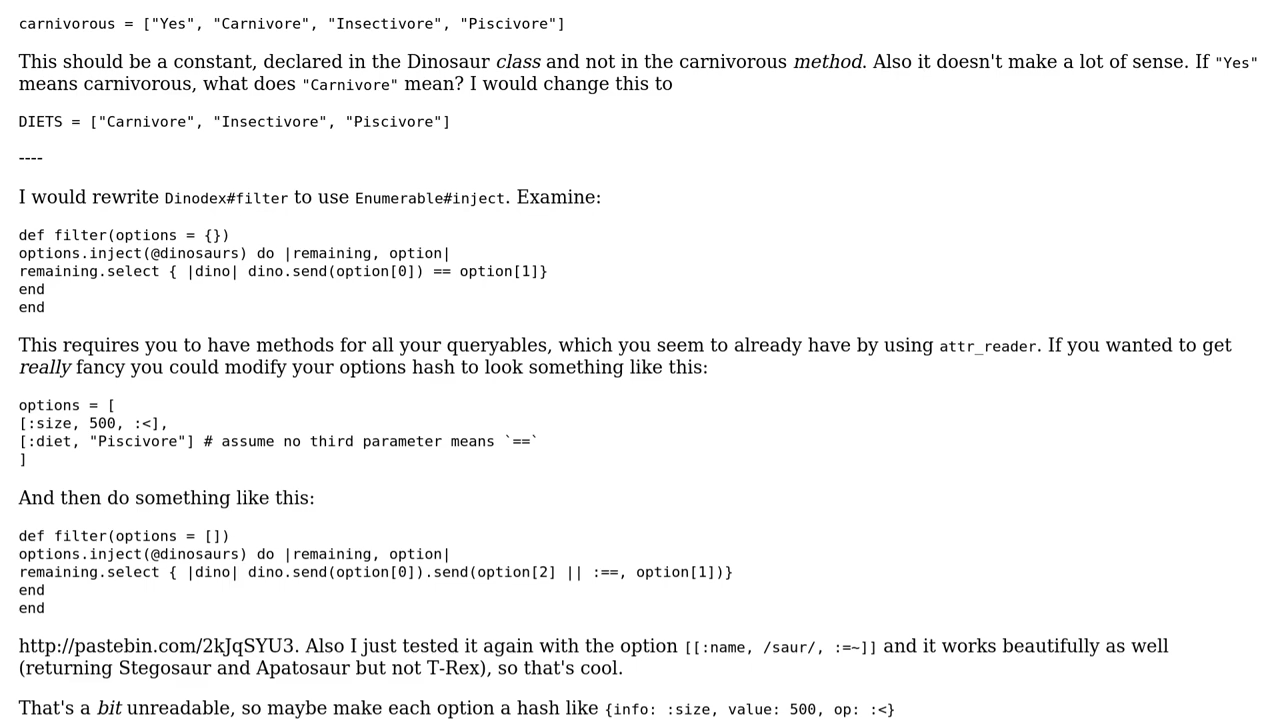 carnivorous = ["Yes", "Carnivore", "Insectivore", "Piscivore"]
This should be a constant, declared in the Dinosaur class and not in the carnivorous method. Also it doesn't make a lot of sense. If "Yes"
means carnivorous, what does "Carnivore" mean? I would change this to
DIETS = ["Carnivore", "Insectivore", "Piscivore"]
----
I would rewrite Dinodex#filter to use Enumerable#inject. Examine:
def filter(options = {})
options.inject(@dinosaurs) do |remaining, option|
remaining.select { |dino| dino.send(option[0]) == option[1]}
end
end
This requires you to have methods for all your queryables, which you seem to already have by using attr_reader. If you wanted to get
really fancy you could modify your options hash to look something like this:
options = [
[:size, 500, :<],
[:diet, "Piscivore"] # assume no third parameter means `==`
]
And then do something like this:
def filter(options = [])
options.inject(@dinosaurs) do |remaining, option|
remaining.select { |dino| dino.send(option[0]).send(option[2] || :==, option[1])}
end
end
http://pastebin.com/2kJqSYU3. Also I just tested it again with the option [[:name, /saur/, :=~]] and it works beautifully as well
(returning Stegosaur and Apatosaur but not T-Rex), so that's cool.
That's a bit unreadable, so maybe make each option a hash like {info: :size, value: 500, op: :<}